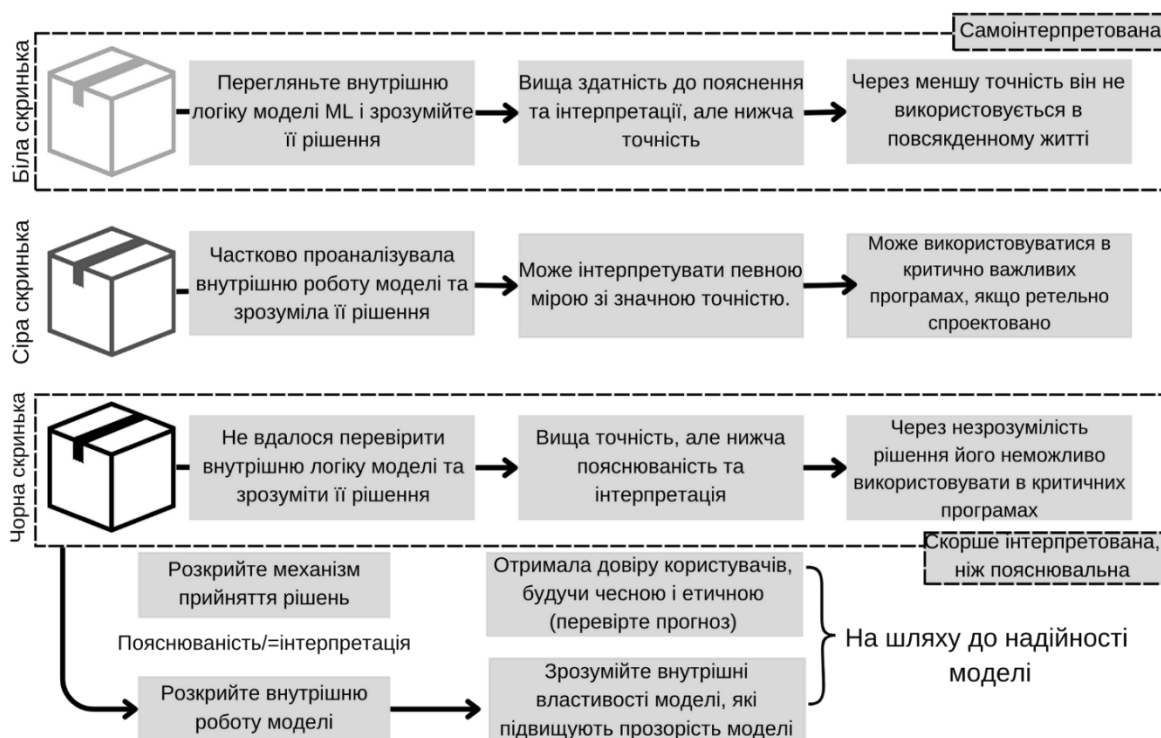 Самоінтерпретована
Біла скринька
Перегляньте внутрішню
логіку моделі ML і зрозумійте
її рішення
Вища здатність до пояснення
та інтерпретації, але нижча
точність
Через меншу точність він не
використовується в
повсякденному житті
Сіра скринька
Частково проаналізувала
внутрішню роботу моделі та
зрозуміла її рішення
Може інтерпретувати певною
мірою зі значною точністю.
Може використовуватися в
критично важливих
програмах, якщо ретельно
спроектовано
Чорна скринька
Не вдалося перевірити
внутрішню логіку моделі та
зрозуміти її рішення
Вища точність, але нижча
пояснюваність та
інтерпретація
Через незрозумілість
рішення його неможливо
використовувати в критичних
програмах
Скорше інтерпретована,
ніж пояснювальна
Розкрийте механізм
прийняття рішень
Отримала довіру користувачів,
будучи чесною і етичною
(перевірте прогноз)
Пояснюваність/=інтерпретація
На шляху до надійності
моделі
Розкрийте внутрішню
роботу моделі
Зрозумійте внутрішні
властивості моделі, які
підвищують прозорість моделі